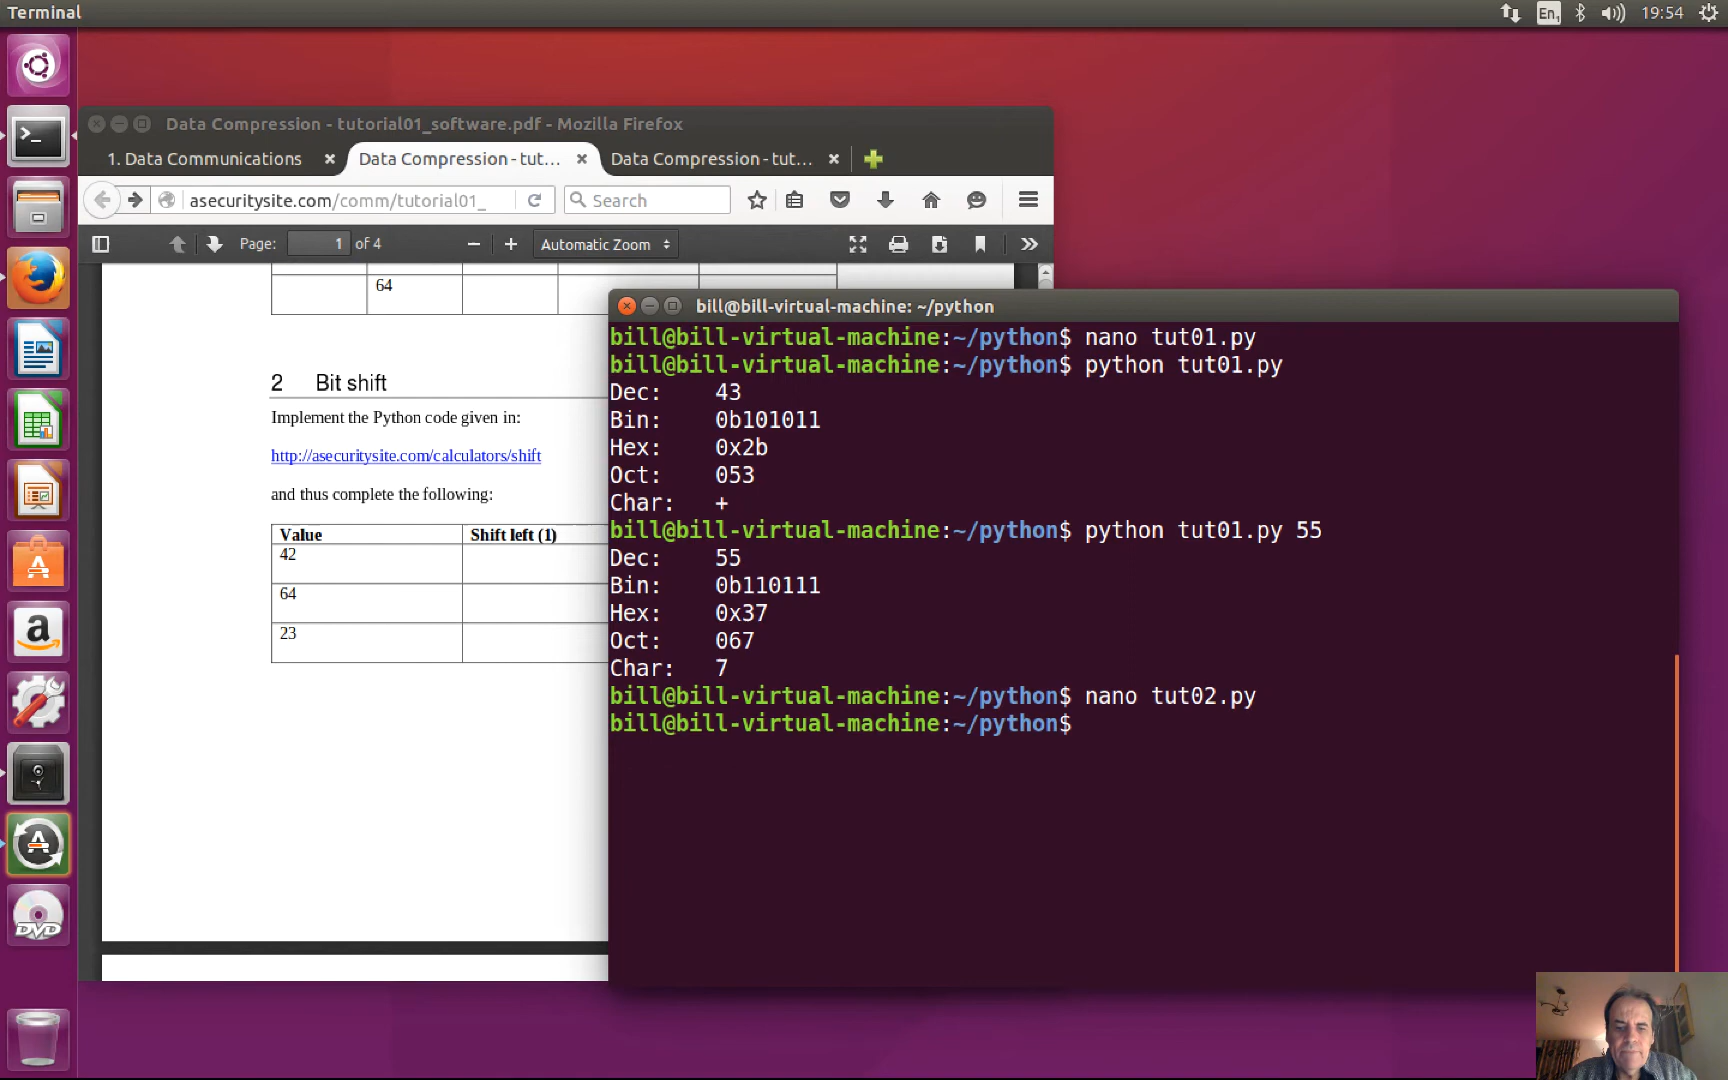 Terminal
En1
19:54
Data Compression - tutorial01_software.pdf - Mozilla Firefox
1. Data Communications
Data Compression - tut...
Data Compression - tut...
asecuritysite.com/comm/tutorial01_
Search
Page: 1 of 4
Automatic Zoom
64
2 Bit shift
Implement the Python code given in:
http://asecuritysite.com/calculators/shift
and thus complete the following:
Value Shift left (1)
42
64
23
bill@bill-virtual-machine: ~/python
bill@bill-virtual-machine:~/python$ nano tut01.py
bill@bill-virtual-machine:~/python$ python tut01.py
Dec: 43
Bin: 0b101011
Hex: 0x2b
Oct: 053
Char: +
bill@bill-virtual-machine:~/python$ python tut01.py 55
Dec: 55
Bin: 0b110111
Hex: 0x37
Oct: 067
Char: 7
bill@bill-virtual-machine:~/python$ nano tut02.py
bill@bill-virtual-machine:~/python$
a
DVD